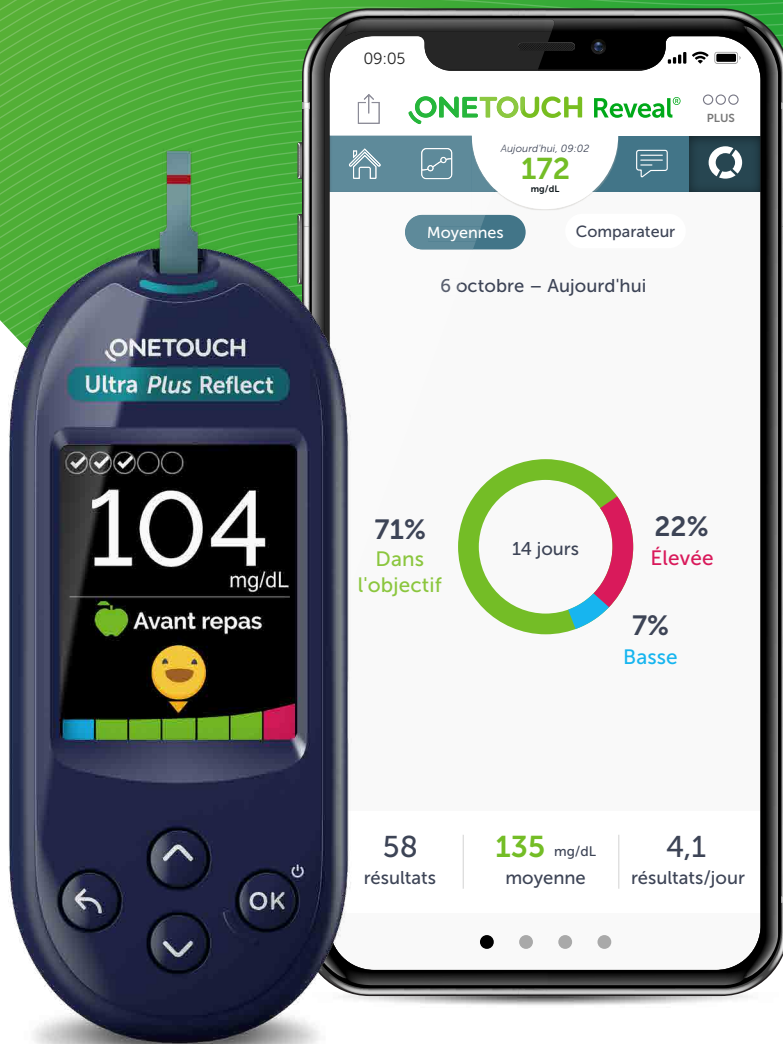 ONETOUCH
Ultra Plus Reflect
104
mg/dL
Avant repas
OK
09:05
ONETOUCH Reveal®
PLUS
Aujourd'hui, 09:02
172
mg/dL
Moyennes
Comparateur
6 octobre – Aujourd'hui
71%
Dans
l'objectif
14 jours
22%
Élevée
7%
Basse
58
résultats
135 mg/dL
moyenne
4,1
résultats/jour